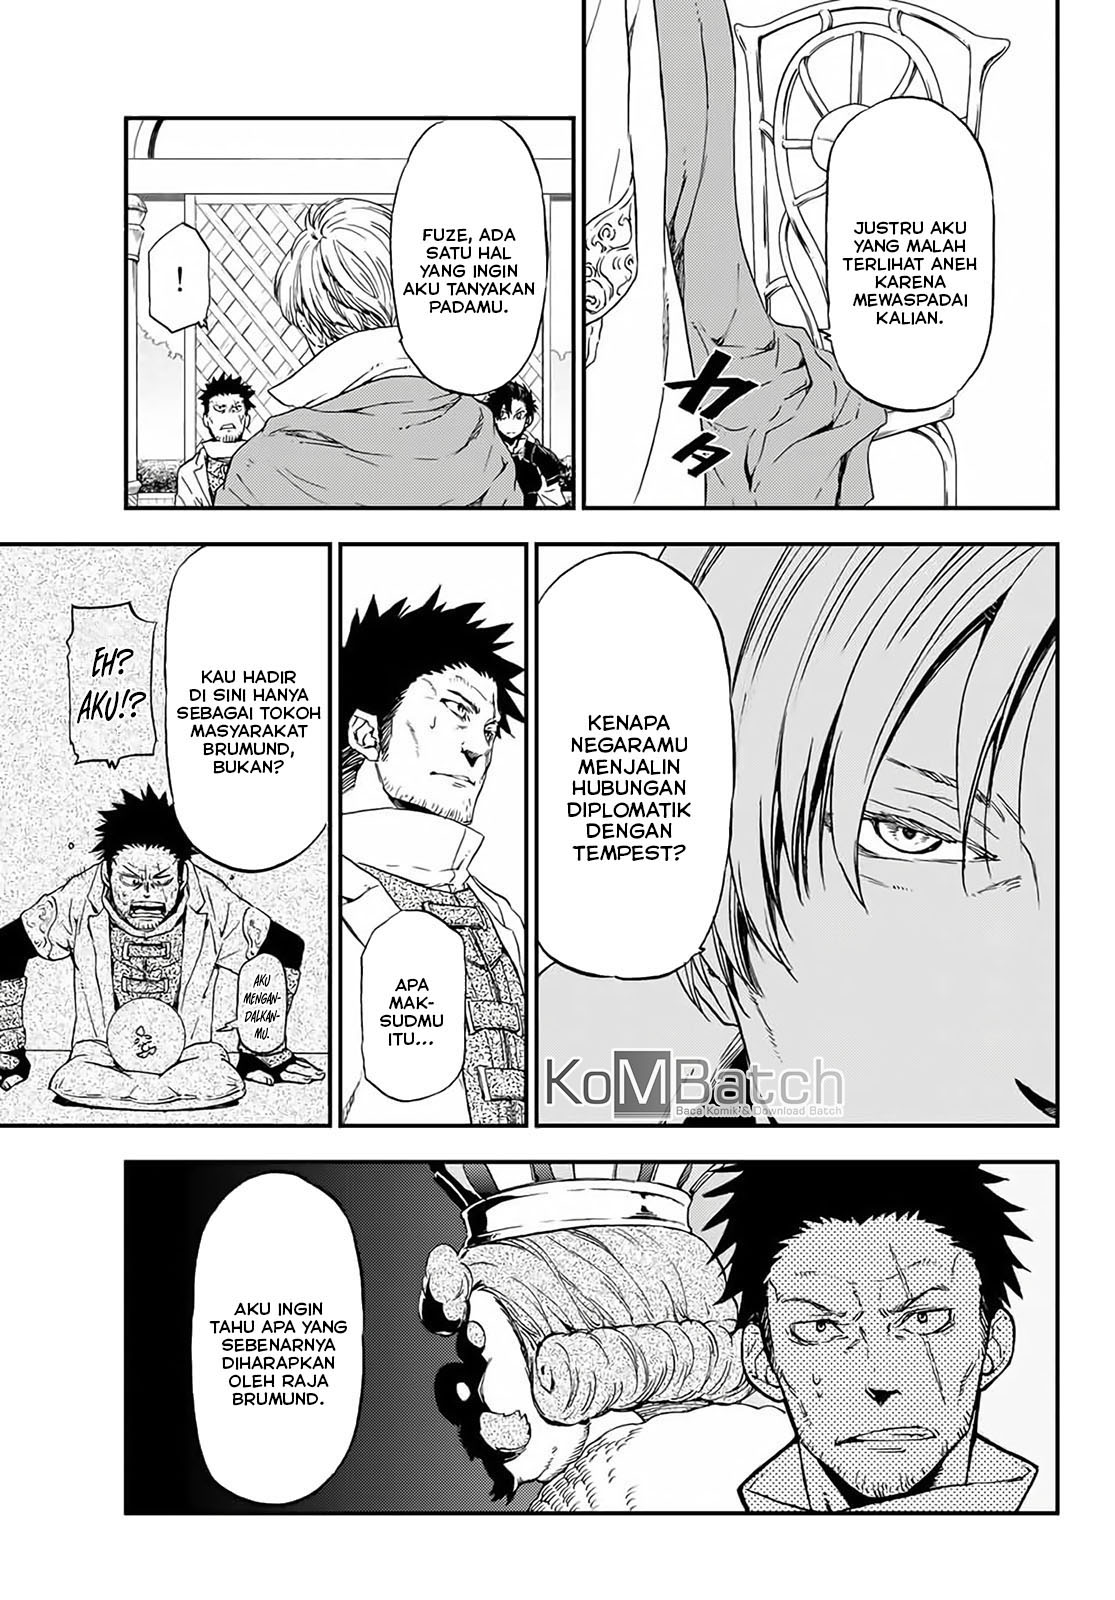 JUSTRU AKU
YANG MALAH
TERLIHAT ANEH
KARENA
MEWASPADAI
KALIAN.
カタ
FUZE, ADA
SATU HAL
YANG INGIN
AKU TANYAKAN
PADAMU.
!
KENAPA
NEGARAMU
MENJALIN
HUBUNGAN
DIPLOMATIK
DENGAN
TEMPEST?
APA
MAK-
SUDMU
ITU...
KAU HADIR
DI SINI HANYA
SEBAGAI TOKOH
MASYARAKAT
BRUMUND,
BUKAN?
EH?
AKU!?
AKU
MENGAN-
DALKAN-
MU.
KoMBatch
Baca Komik & Download Batch
AKU INGIN
TAHU APA YANG
SEBENARNYA
DIHARAPKAN
OLEH RAJA
BRUMUND.